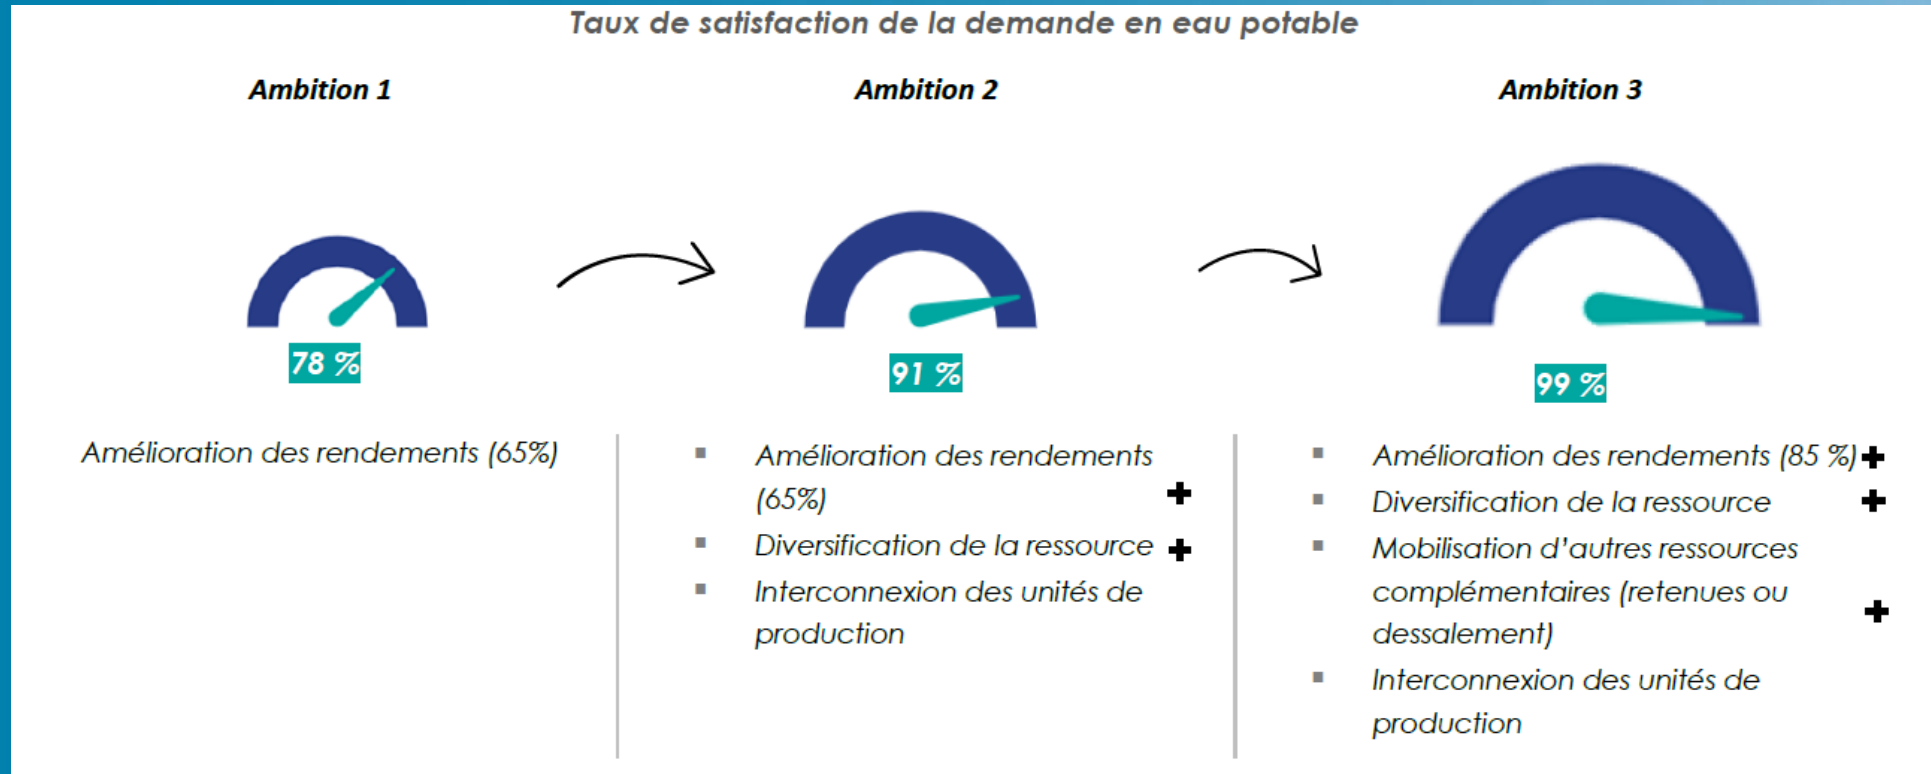 Taux de satisfaction de la demande en eau potable
Ambition 1
Ambition 2
Ambition 3
78 %
91 %
99 %
Amélioration des rendements (65%)
▪ Amélioration des rendements
(65%) +
▪ Diversification de la ressource +
▪ Interconnexion des unités de
production
▪ Amélioration des rendements (85 %) +
▪ Diversification de la ressource +
▪ Mobilisation d’autres ressources
complémentaires (retenues ou +
dessalement)
▪ Interconnexion des unités de
production